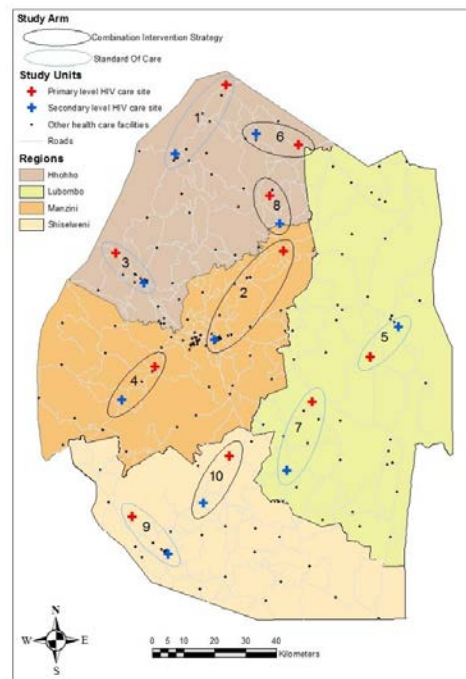 Study Arm
Combination Intervention Strategy
Standard Of Care
Study Units
Primary level HIV care site
Secondary level HIV care site
Other health care facilities
Roads
Regions
Hhohho
Lubombo
Manzini
Shiselweni
1
6
8
3
2
5
4
7
10
9
N
W
E
S
0 5 10 20 30 40
Kilometers